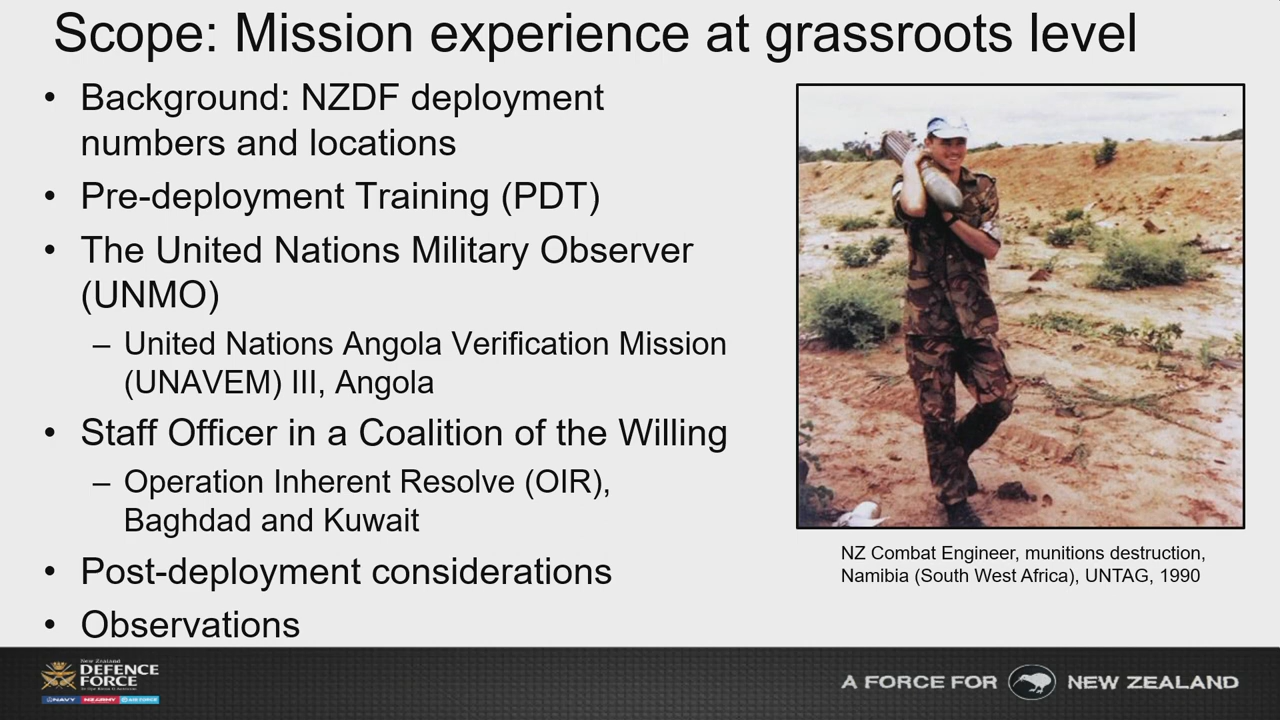 Scope: Mission experience at grassroots level
• Background: NZDF deployment
numbers and locations
• Pre-deployment Training (PDT)
• The United Nations Military Observer
(UNMO)
– United Nations Angola Verification Mission
(UNAVEM) III, Angola
• Staff Officer in a Coalition of the Willing
– Operation Inherent Resolve (OIR),
Baghdad and Kuwait
• Post-deployment considerations
• Observations
NZ Combat Engineer, munitions destruction,
Namibia (South West Africa), UNTAG, 1990
New Zealand
DEFENCE
FORCE
NAVY NZARMY AIR FORCE
A FORCE FOR NEW ZEALAND